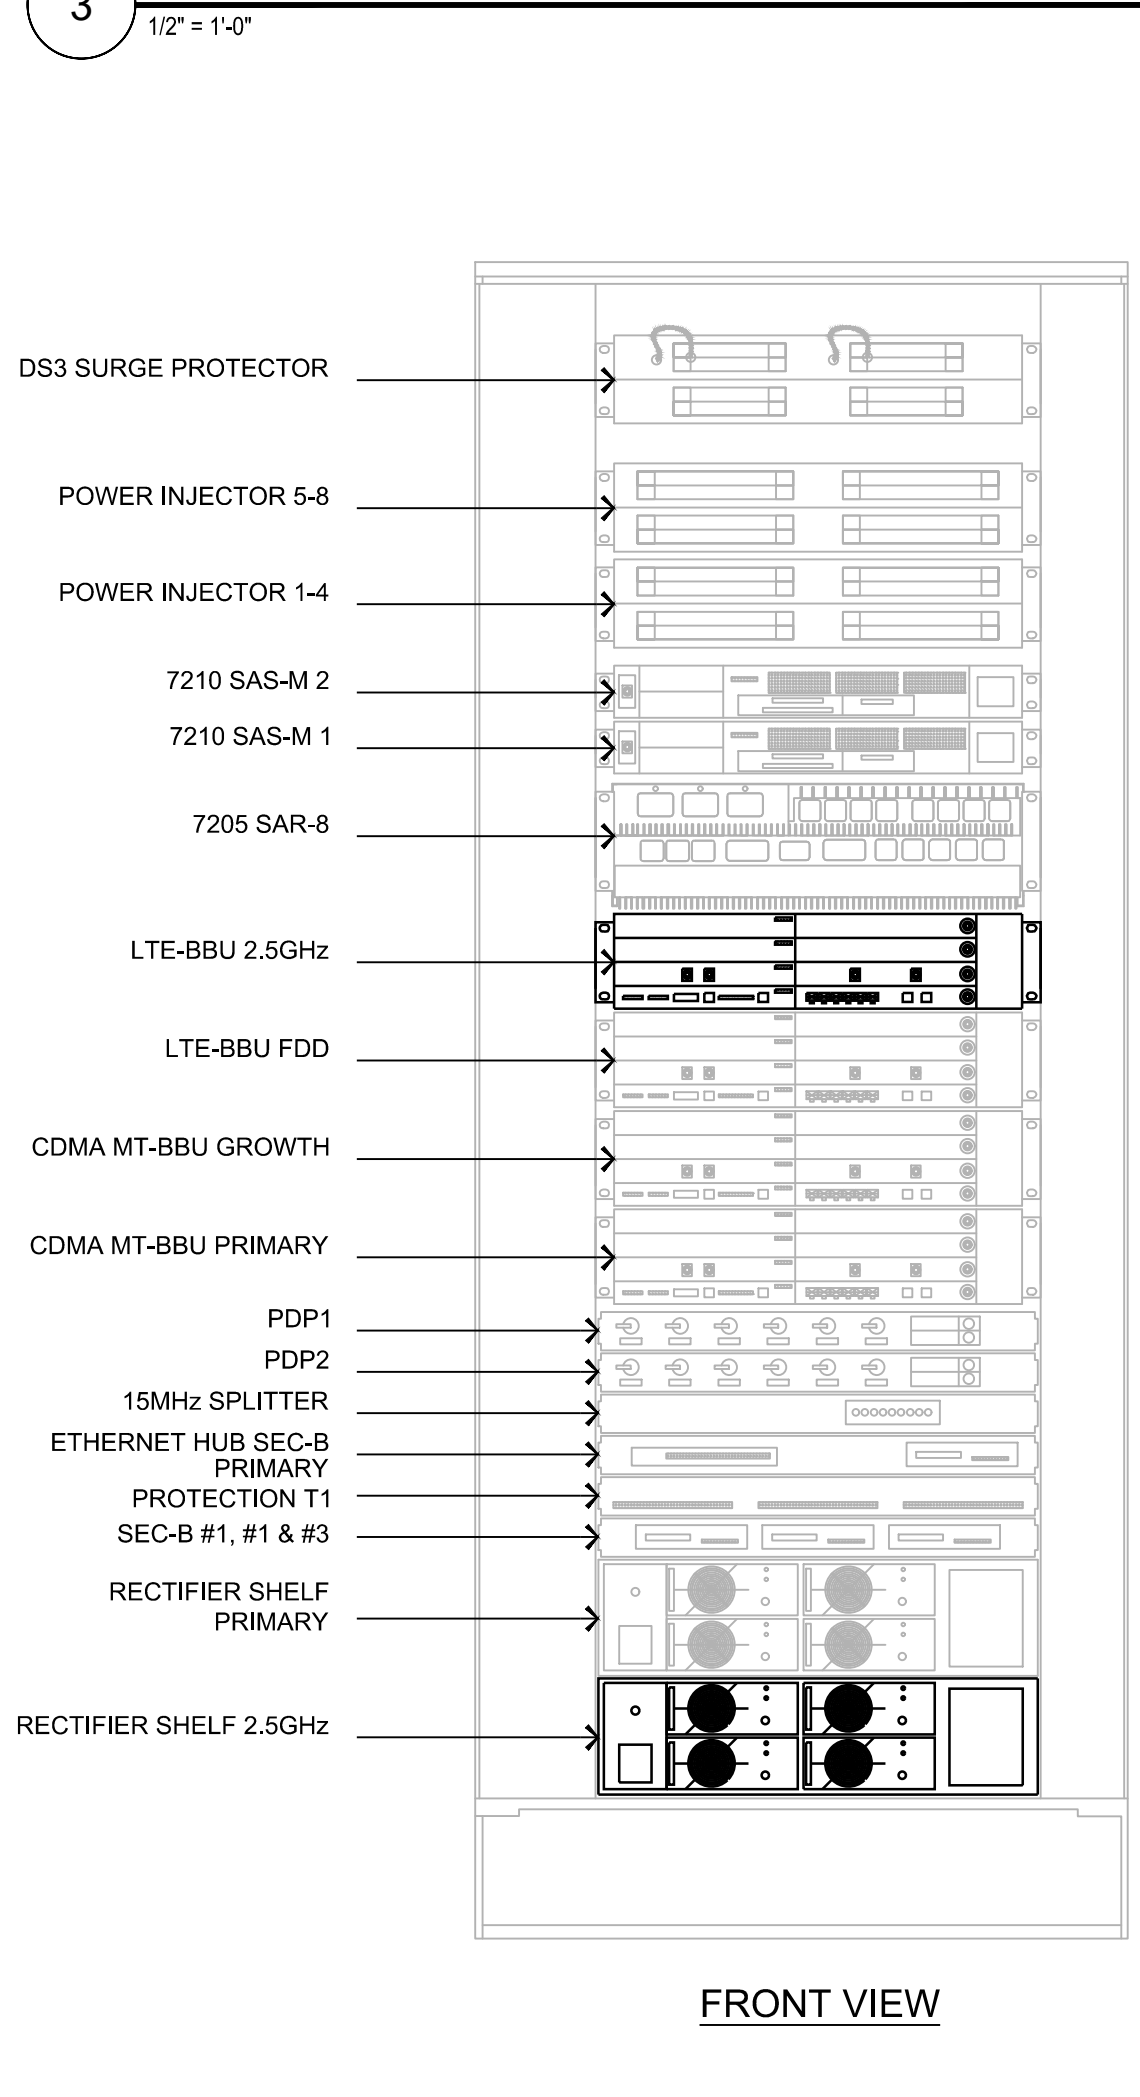 3
1/2" = 1'-0"
DS3 SURGE PROTECTOR
POWER INJECTOR 5-8
POWER INJECTOR 1-4
7210 SAS-M 2
7210 SAS-M 1
7205 SAR-8
LTE-BBU 2.5GHz
LTE-BBU FDD
CDMA MT-BBU GROWTH
CDMA MT-BBU PRIMARY
PDP1
PDP2
15MHz SPLITTER
ETHERNET HUB SEC-B
PRIMARY
PROTECTION T1
SEC-B #1, #1 & #3
RECTIFIER SHELF
PRIMARY
RECTIFIER SHELF 2.5GHz
FRONT VIEW